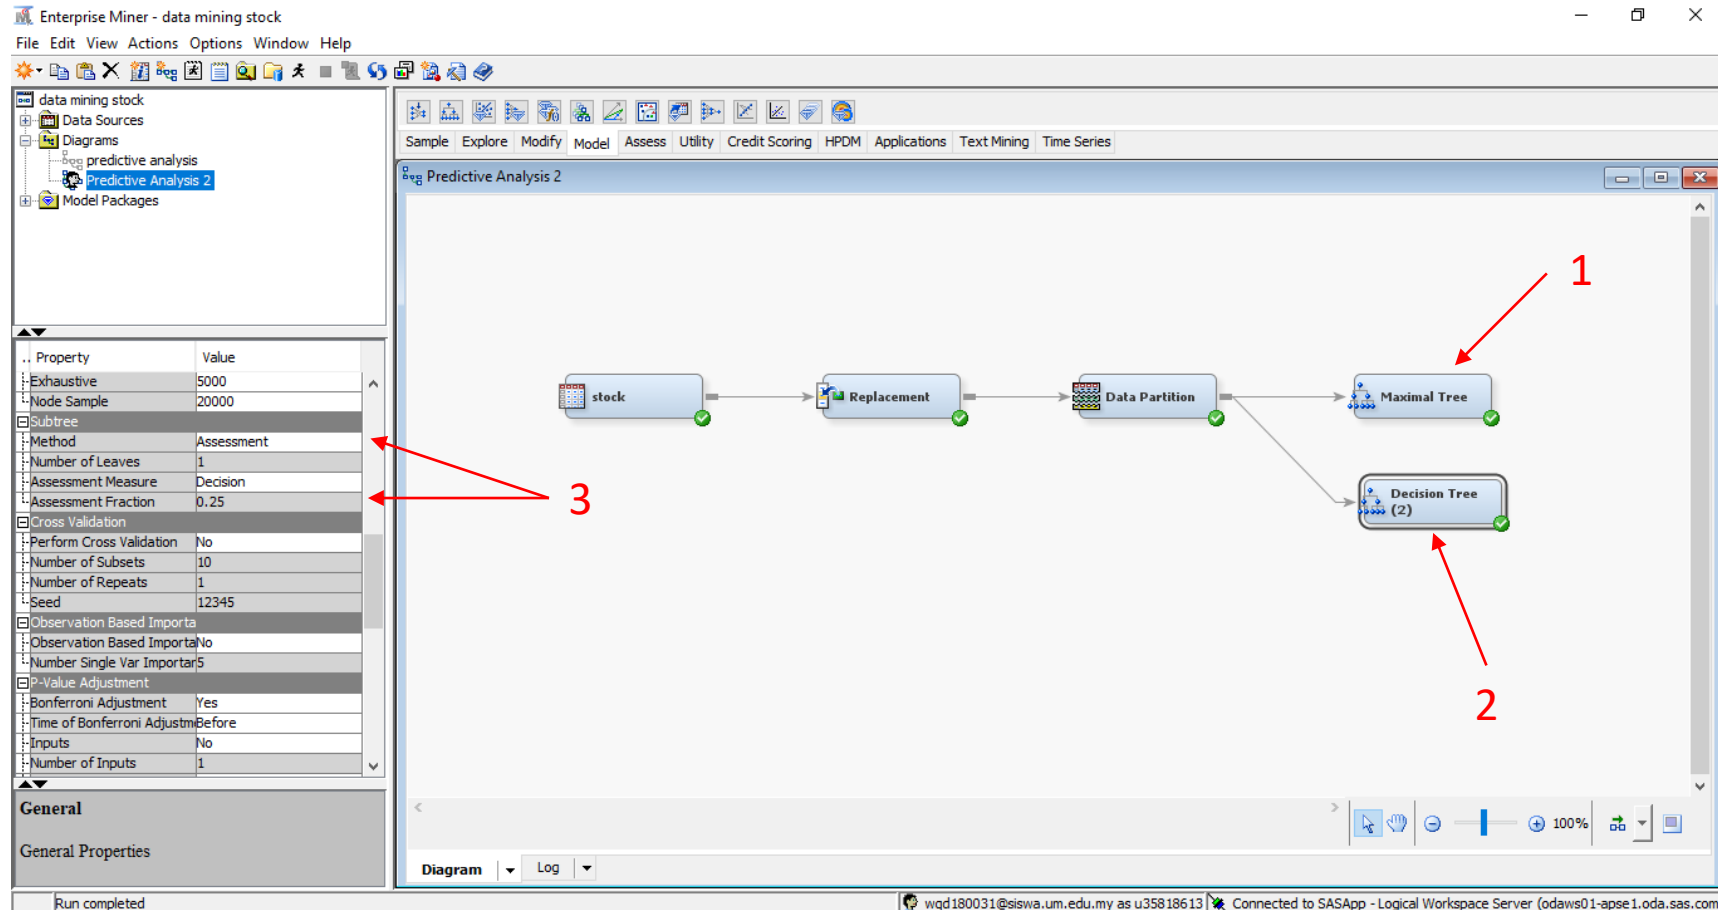 Enterprise Miner - data mining stock
File Edit View Actions Options Window Help
data mining stock
Data Sources
Diagrams
predictive analysis
Predictive Analysis 2
Model Packages
Sample Explore Modify Model Assess Utility Credit Scoring HPDM Applications Text Mining Time Series
Predictive Analysis 2
.. Property Value
Exhaustive 5000
Node Sample 20000
Subtree
Method Assessment
Number of Leaves 1
Assessment Measure Decision
Assessment Fraction 0.25
Cross Validation
Perform Cross Validation No
Number of Subsets 10
Number of Repeats 1
Seed 12345
Observation Based Importa
Observation Based Importa No
Number Single Var Importan 5
P-Value Adjustment
Bonferroni Adjustment Yes
Time of Bonferroni Adjustm Before
Inputs No
Number of Inputs 1
General
General Properties
1
stock
Replacement
Data Partition
Maximal Tree
Decision Tree
(2)
3
2
100%
Diagram Log
Run completed
wqd180031@siswa.um.edu.my as u35818613 Connected to SASApp - Logical Workspace Server (odaws01-apse1.oda.sas.com